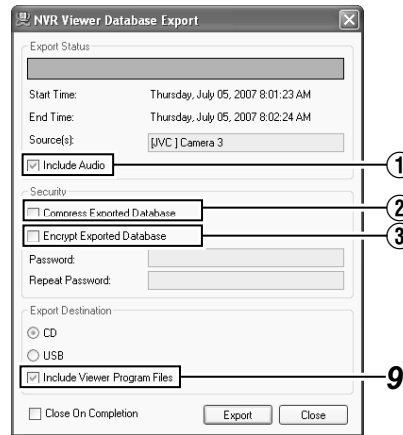 NVR Viewer Database Export
Export Status
Start Time: Thursday, July 05, 2007 8:01:23 AM
End Time: Thursday, July 05, 2007 8:02:24 AM
Source(s): [JVC ] Camera 3
Include Audio
1
Security
Compress Exported Database
2
Encrypt Exported Database
3
Password:
Repeat Password:
Export Destination
CD
USB
Include Viewer Program Files
9
Close On Completion Export Close